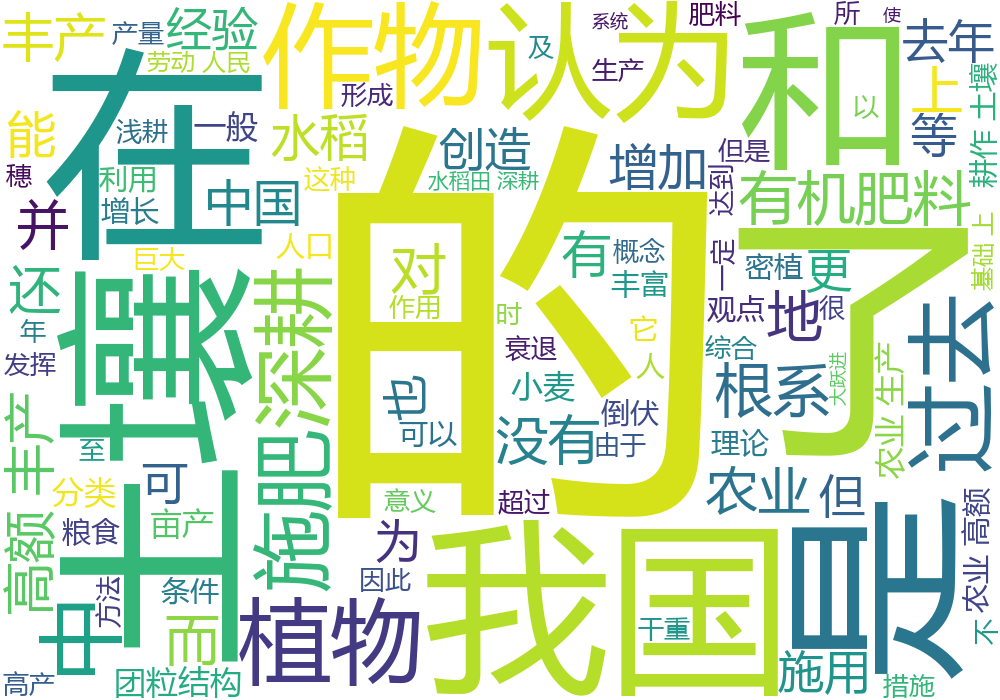 丰产
产量
经验
劳动 人民
作物
认为
系统
及
生产
肥料
和
所
使
去年
能
在
形成
浅耕
一般
水稻
创造
增加
但是
以
上
等
土壤
耕作
穗
利用
增长
并
中国
这种
水稻田 深耕
的
达到
有机肥料
人口
巨大
还
年
发挥
对
作用
时
有
概念
丰富
一定
密植
更
观点
地
很
了
上
基础
土壤
深耕
衰退
它
人
综合
大跃进
根系
过去
也
可以
小麦
倒伏
由于
没有
理论
农业 生产
丰产
至
可
分类
粮食
亩产
施肥
意义
超过
农业
但
是
高额
为
因此
我国
农业 高额
中
方法
条件
而
植物
干重
不
高产
团粒结构
施用
措施